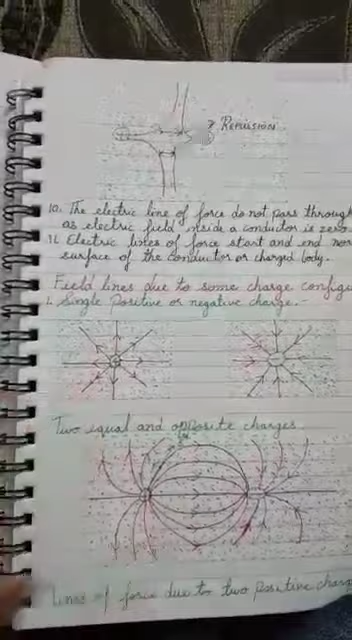 Repulsion
10. The electric line of force do not pass through
as electric field inside a conductor is zero.
11. Electric lines of force start and end nor
surface of the conductor or charged body.
Field lines due to some charge configu
1. Single Positive or negative charge.-
Two equal and opposite charges.
Lines of force due to two positive charg